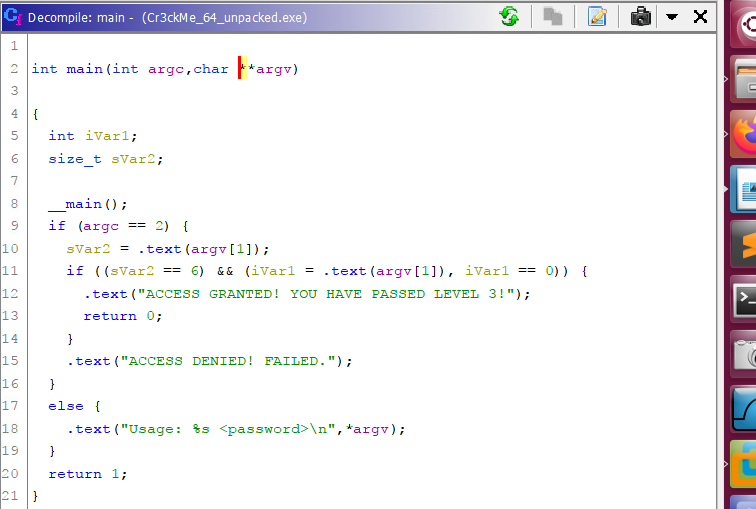 Decompile: main - (Cr3ckMe_64_unpacked.exe)
1
2 int main(int argc,char **argv)
3
4 {
5 int iVar1;
6 size_t sVar2;
7
8 __main();
9 if (argc == 2) {
10 sVar2 = .text(argv[1]);
11 if ((sVar2 == 6) && (iVar1 = .text(argv[1]), iVar1 == 0)) {
12 .text("ACCESS GRANTED! YOU HAVE PASSED LEVEL 3!");
13 return 0;
14 }
15 .text("ACCESS DENIED! FAILED.");
16 }
17 else {
18 .text("Usage: %s <password>\n",*argv);
19 }
20 return 1;
21 }